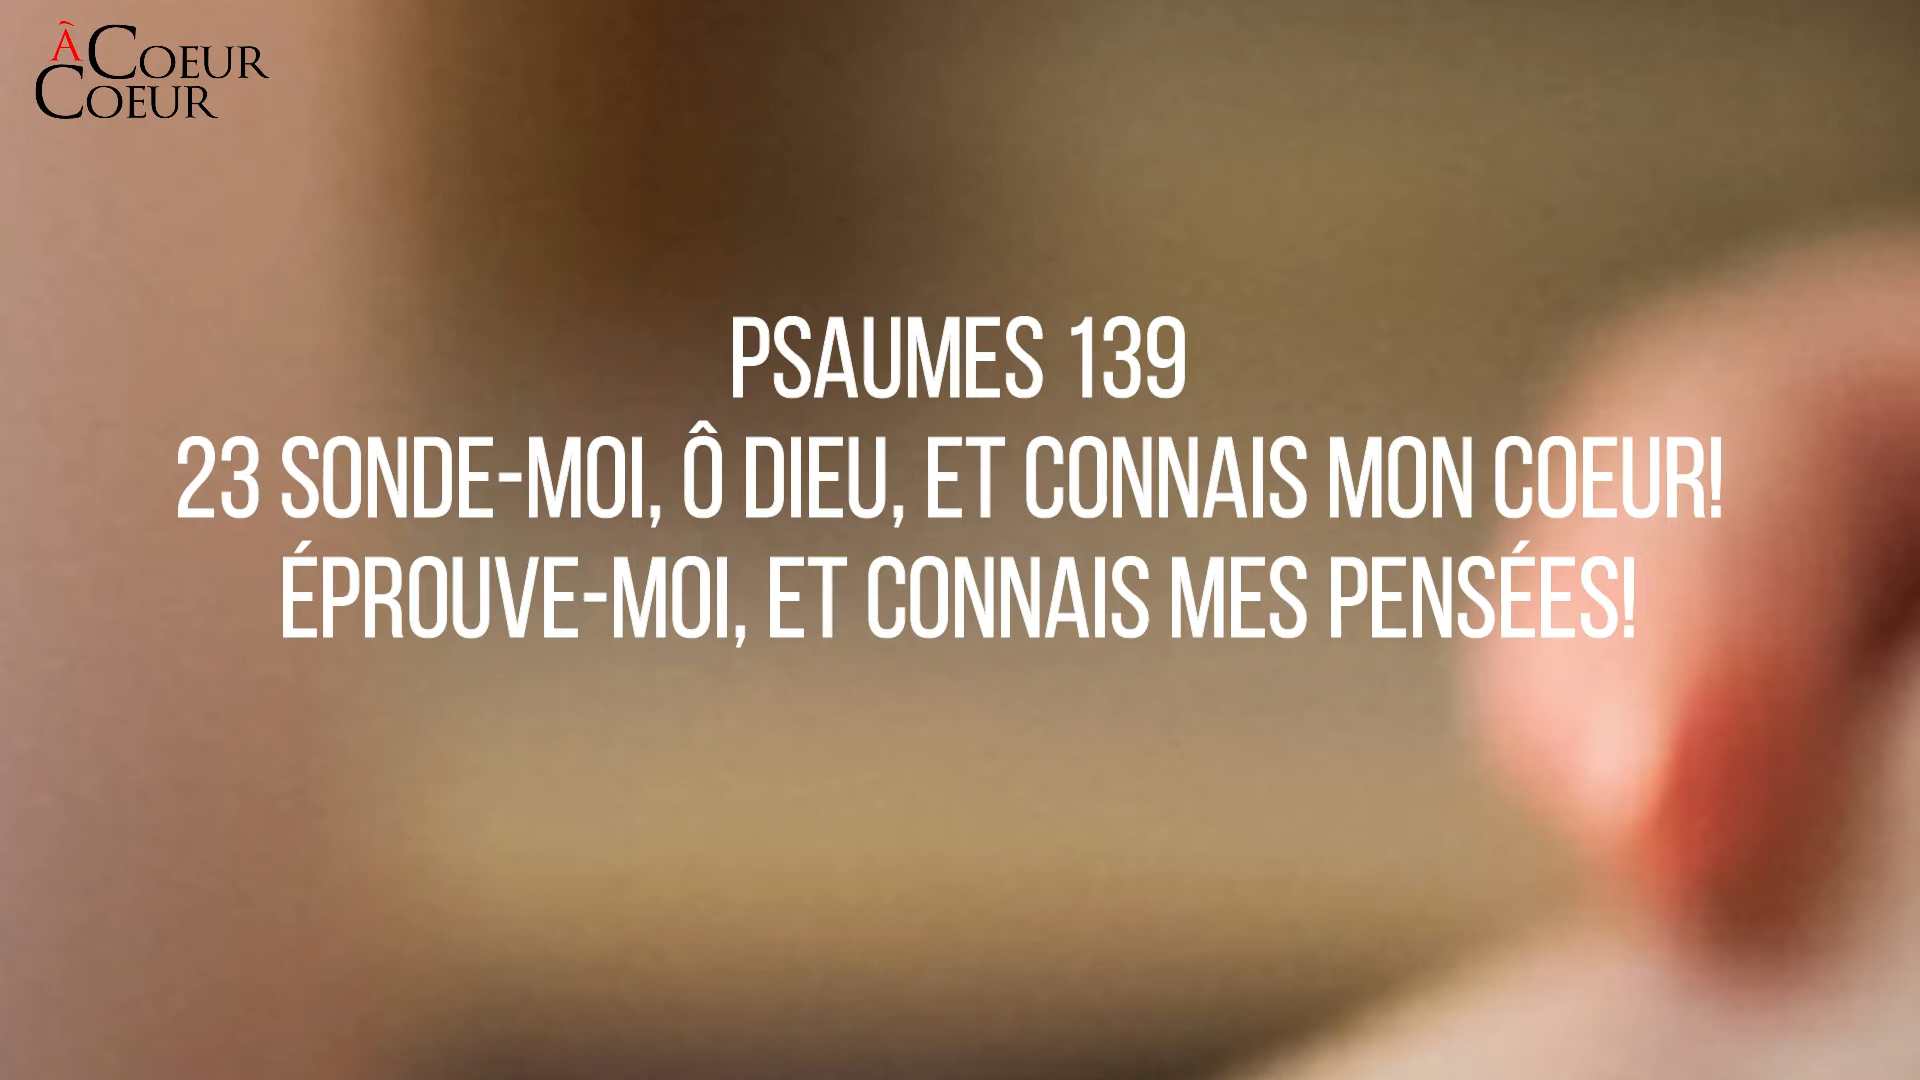 Â COEUR
COEUR
PSAUMES 139
23 SONDE-MOI, Ô DIEU, ET CONNAIS MON COEUR!
ÉPROUVE-MOI, ET CONNAIS MES PENSÉES!